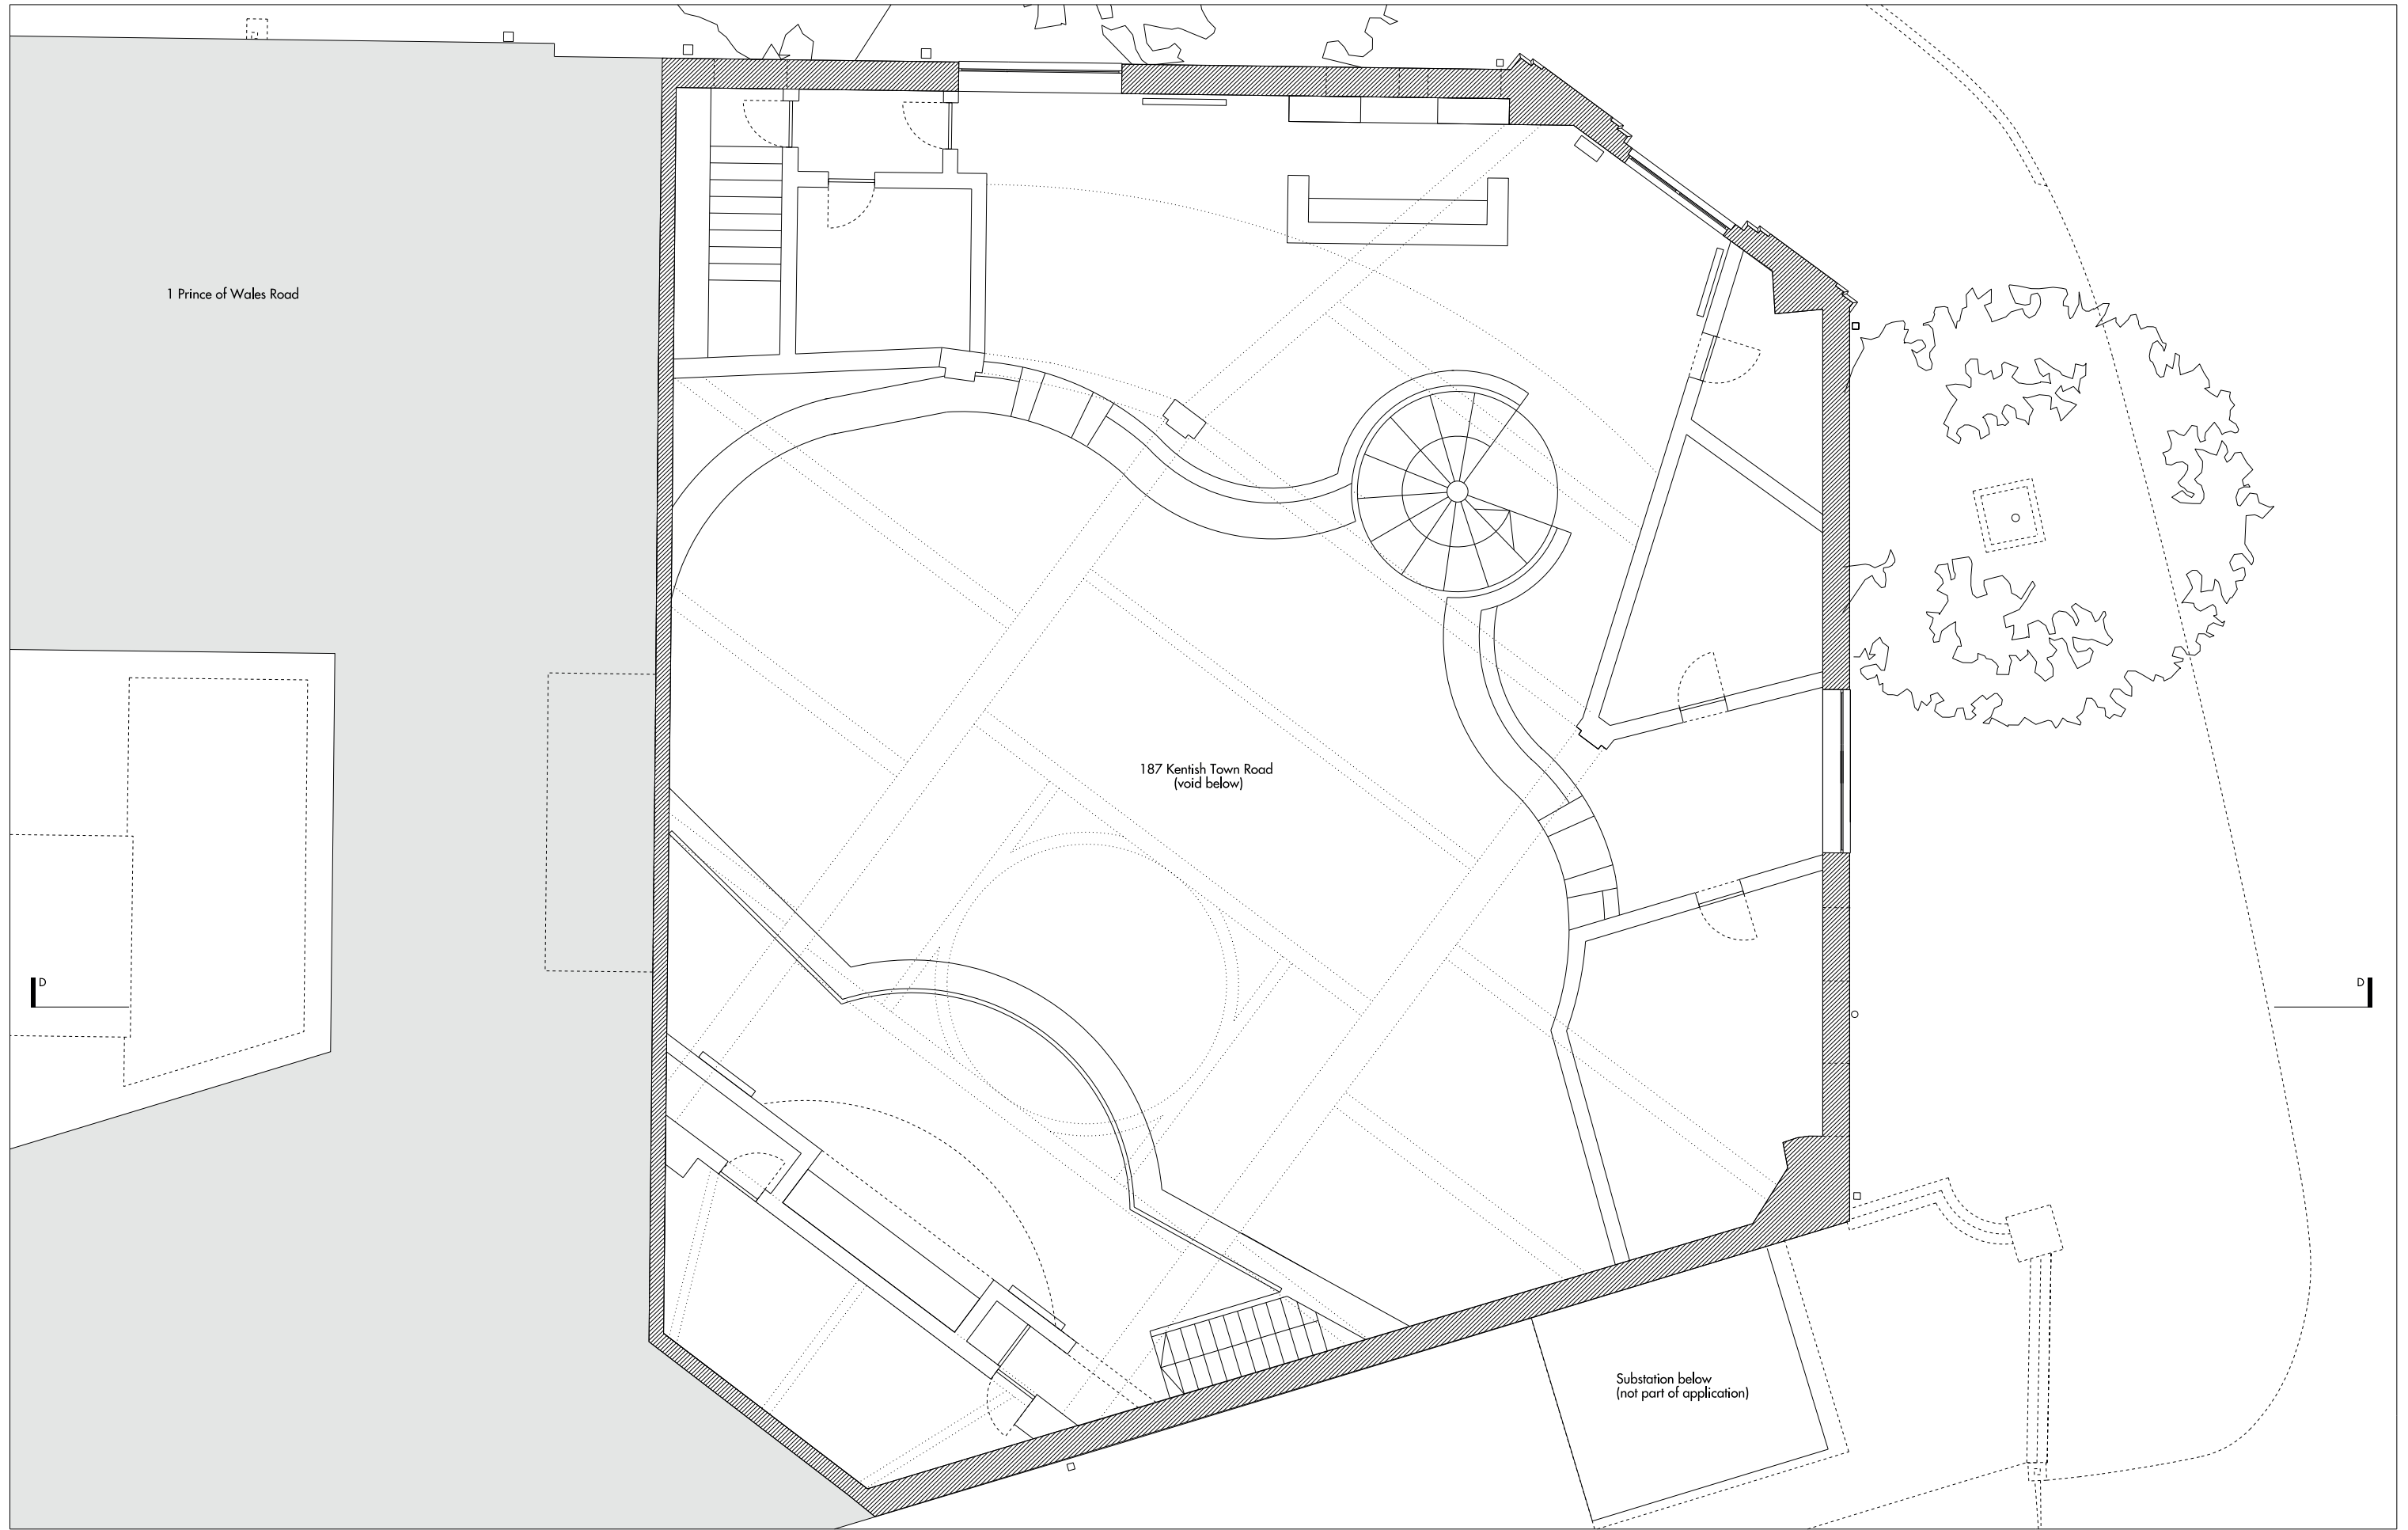 1 Prince of Wales Road
187 Kentish Town Road
(void below)
D
D
Substation below
(not part of application)